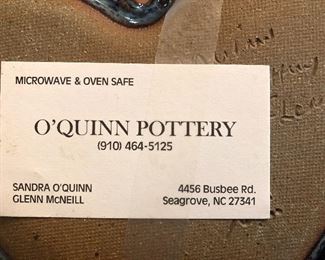 MICROWAVE & OVEN SAFE
O'QUINN POTTERY
(910) 464-5125
SANDRA O'QUINN
GLENN McNEILL
4456 Busbee Rd.
Seagrove, NC 27341